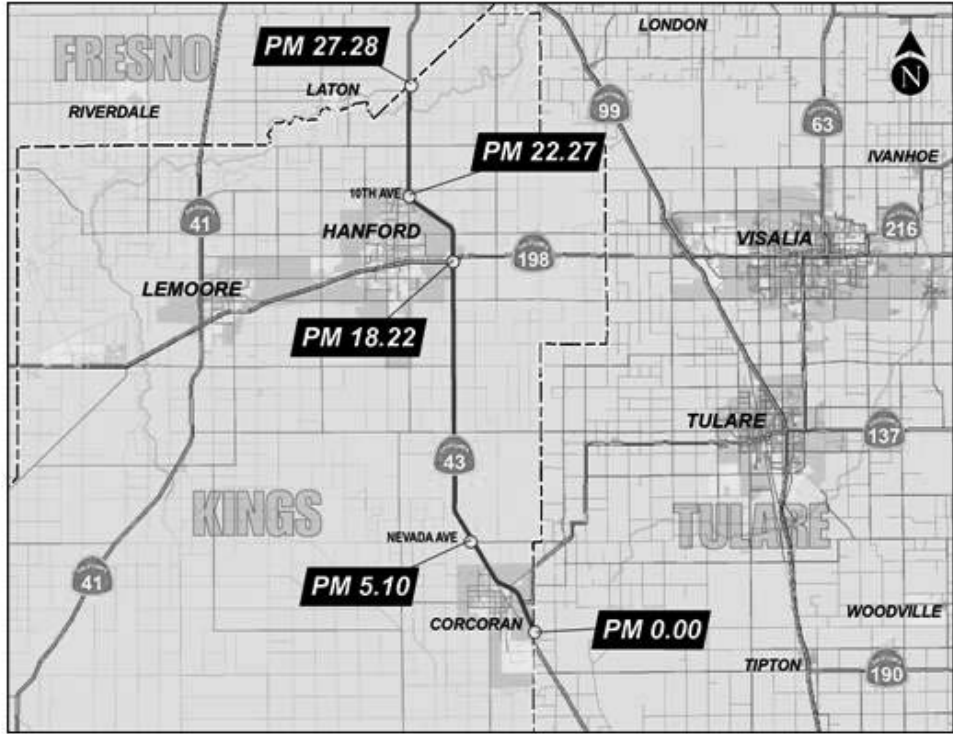 LONDON
PM 27.28
FRESNO
LATON
RIVERDALE
N
99
63
PM 22.27
IVANHOE
10TH AVE
41
216
HANFORD
VISALIA
198
LEMOORE
PM 18.22
TULARE
137
43
KINGS
TULARE
NEVADA AVE
41
PM 5.10
WOODVILLE
CORCORAN
PM 0.00
TIPTON
190